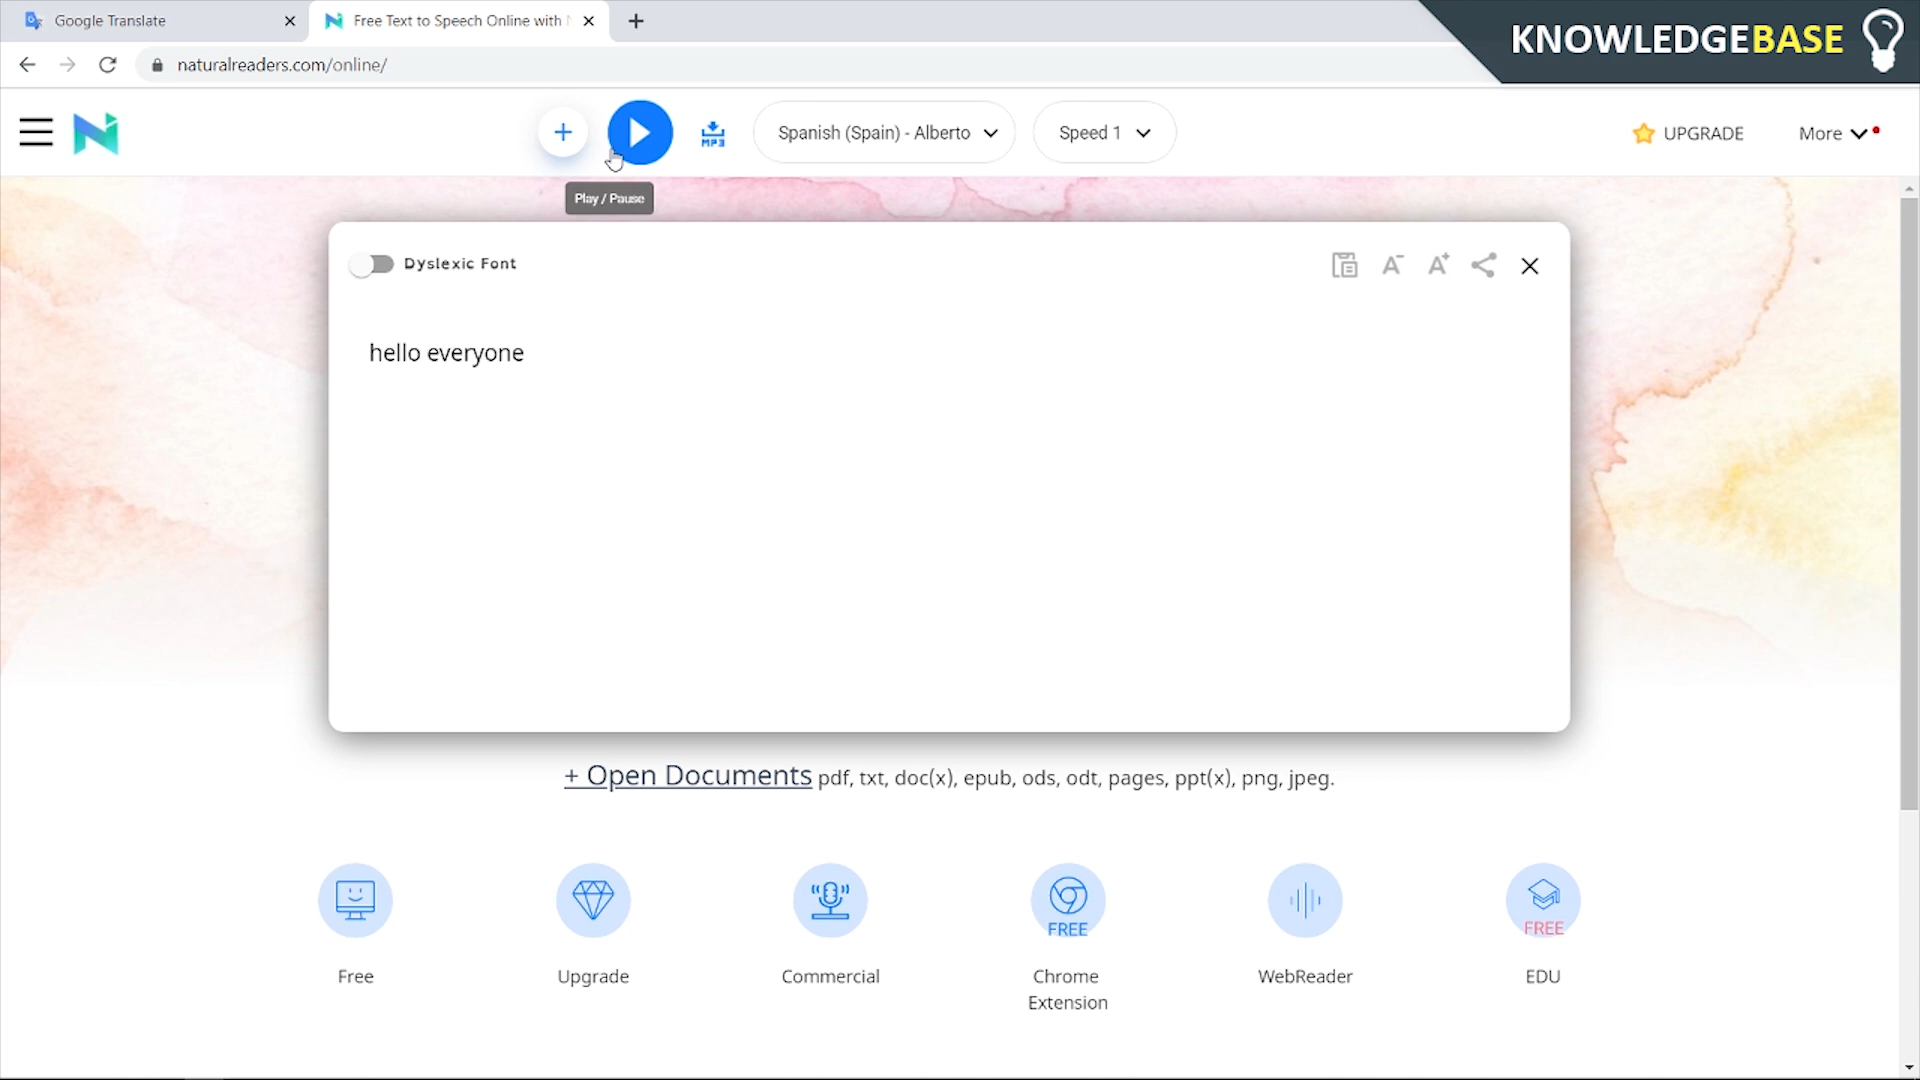 Google Translate
Free Text to Speech Online with
KNOWLEDGEBASE
naturalreaders.com/online/
MP3
Spanish (Spain) - Alberto
Speed 1
UPGRADE
More
Play / Pause
Dyslexic Font
hello everyone
+ Open Documents pdf, txt, doc(x), epub, ods, odt, pages, ppt(x), png, jpeg.
FREE
FREE
Free
Upgrade
Commercial
Chrome
Extension
WebReader
EDU